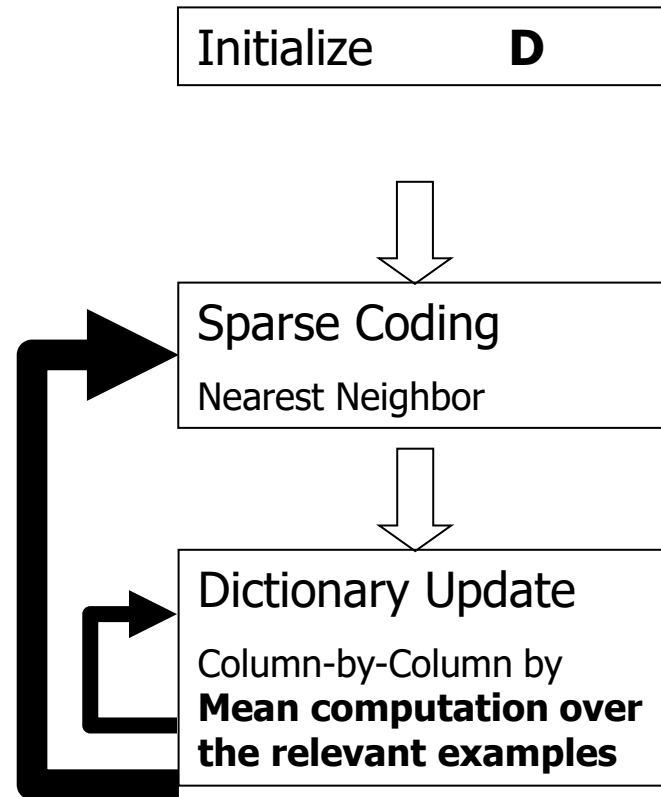 Initialize D
Sparse Coding
Nearest Neighbor
Dictionary Update
Column-by-Column by
Mean computation over
the relevant examples